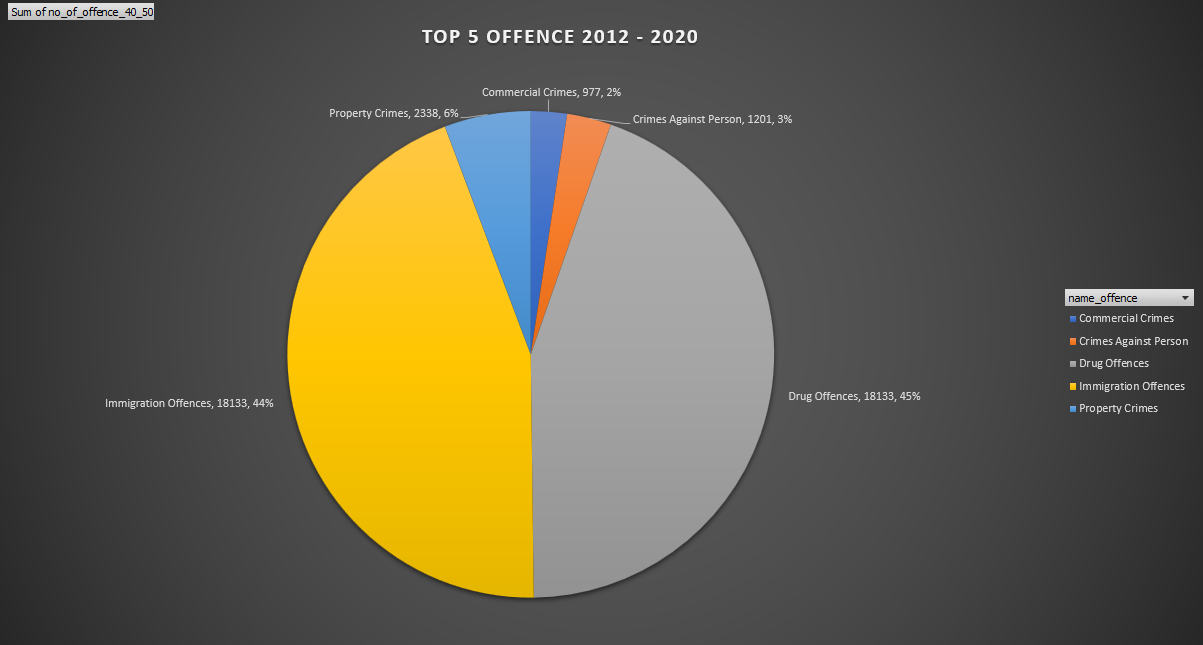 Sum of no_of_offence_40_50
TOP 5 OFFENCE 2012 - 2020
Commercial Crimes, 977, 2%
Property Crimes, 2338, 6%
Crimes Against Person, 1201, 3%
Immigration Offences, 18133, 44%
Drug Offences, 18133, 45%
name_offence
Commercial Crimes
Crimes Against Person
Drug Offences
Immigration Offences
Property Crimes